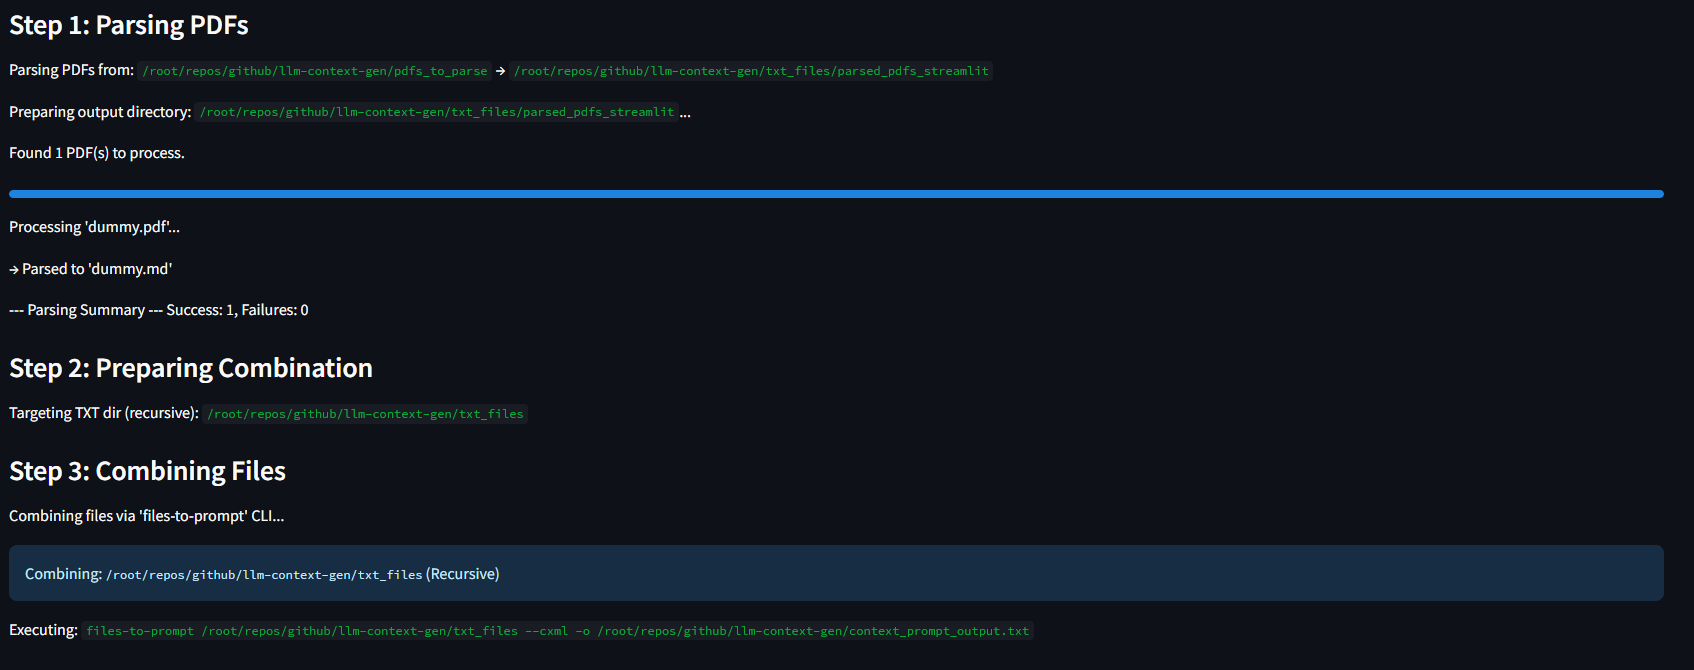 Step 1: Parsing PDFs
Parsing PDFs from: /root/repos/github/llm-context-gen/pdfs_to_parse → /root/repos/github/llm-context-gen/txt_files/parsed_pdfs_streamlit
Preparing output directory: /root/repos/github/llm-context-gen/txt_files/parsed_pdfs_streamlit ...
Found 1 PDF(s) to process.
Processing 'dummy.pdf'...
→ Parsed to 'dummy.md'
--- Parsing Summary --- Success: 1, Failures: 0
Step 2: Preparing Combination
Targeting TXT dir (recursive): /root/repos/github/llm-context-gen/txt_files
Step 3: Combining Files
Combining files via 'files-to-prompt' CLI...
Combining: /root/repos/github/llm-context-gen/txt_files (Recursive)
Executing: files-to-prompt /root/repos/github/llm-context-gen/txt_files --cxml -o /root/repos/github/llm-context-gen/context_prompt_output.txt